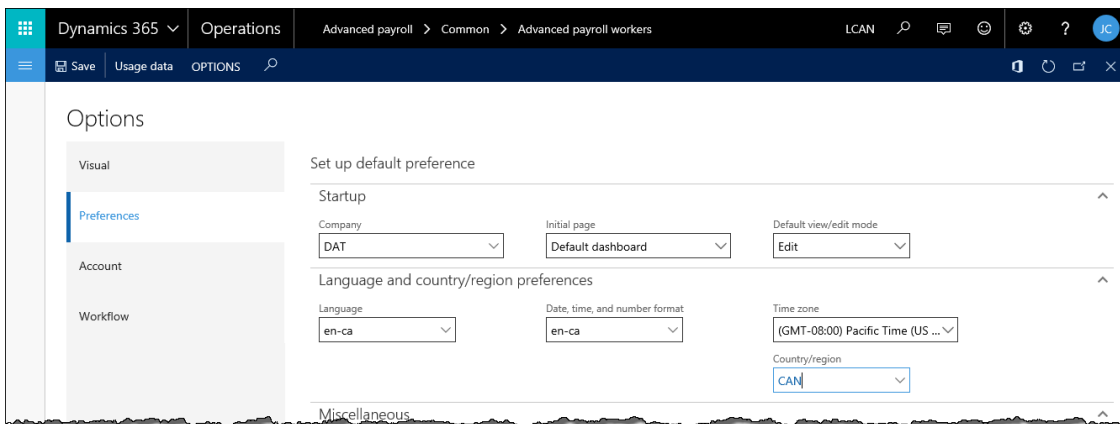 Dynamics 365 Operations Advanced payroll > Common > Advanced payroll workers LCAN ? JC
Save Usage data OPTIONS
Options
Visual
Preferences
Account
Workflow
Set up default preference
Startup
Company Initial page Default view/edit mode
DAT Default dashboard Edit
Language and country/region preferences
Language Date, time, and number format Time zone
en-ca en-ca (GMT-08:00) Pacific Time (US ...
Country/region
CAN
Miscellaneous